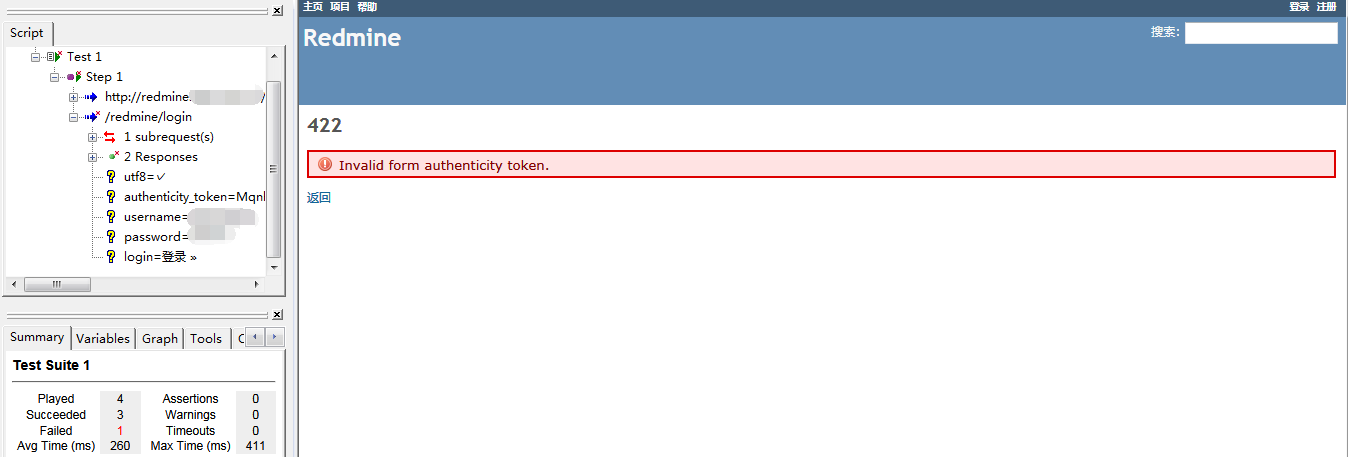 Script
Test 1
Step 1
http://redmine.
/redmine/login
1 subrequest(s)
2 Responses
utf8=✓
authenticity_token=Mqnl
username=
password=
login=登录 »
Summary
Variables
Graph
Tools
Test Suite 1
Played 4 Assertions 0
Succeeded 3 Warnings 0
Failed 1 Timeouts 0
Avg Time (ms) 260 Max Time (ms) 411
主页 项目 帮助
登录 注册
Redmine
搜索:
422
Invalid form authenticity token.
返回